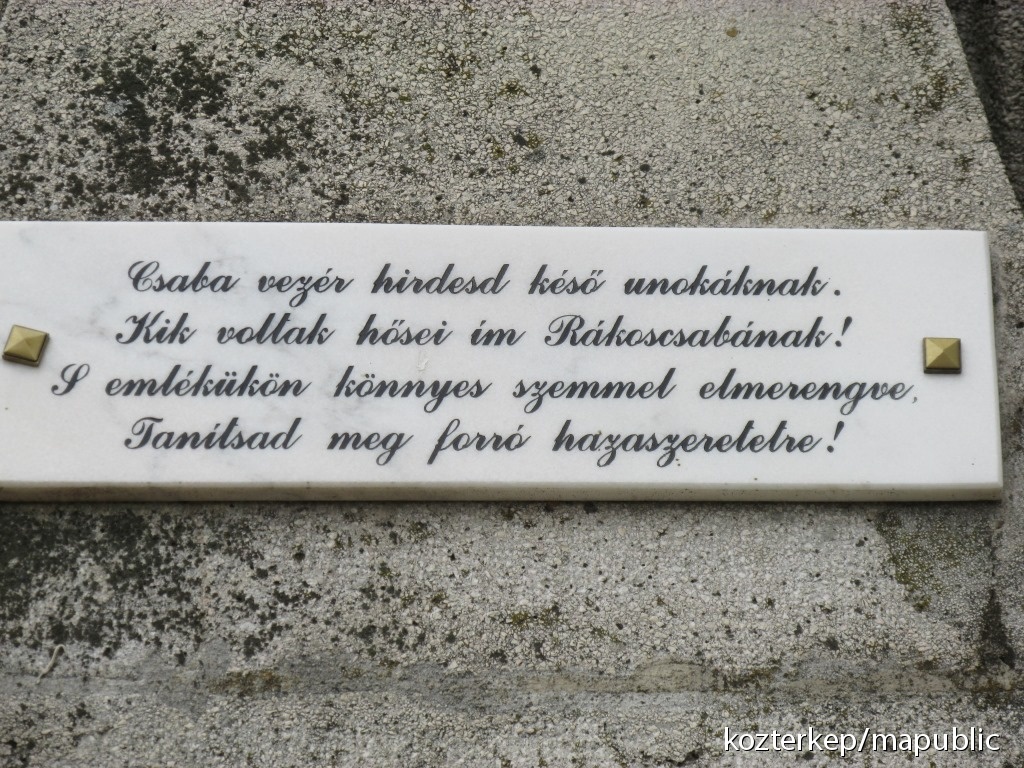 Csaba vezér hirdesd késő unokáknak.
Kik voltak hősei ím Rákoscsabának!
S emlékükön könnyes szemmel elmerengve,
Tanítsad meg forró hazaszeretetre!
kozterkep/mapublic